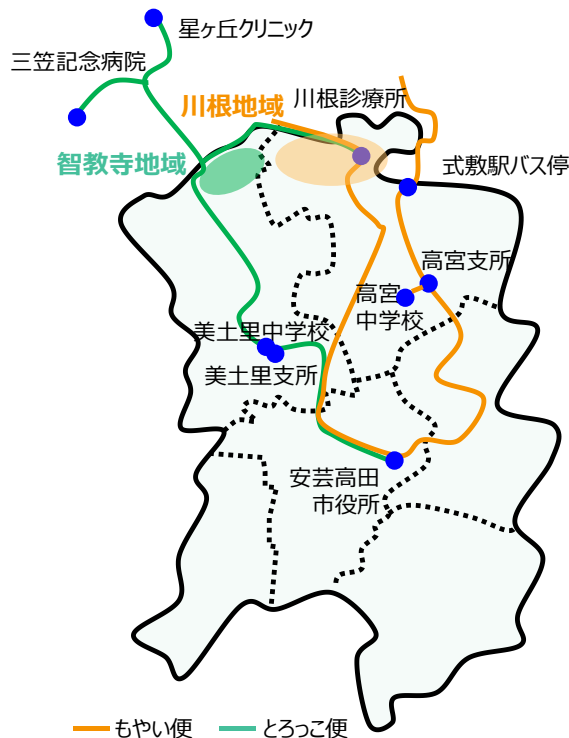 星ヶ丘クリニック
三笠記念病院
川根地域
川根診療所
智教寺地域
式敷駅バス停
高宮支所
高宮
中学校
美土里中学校
美土里支所
安芸高田
市役所
もやい便
とろっこ便